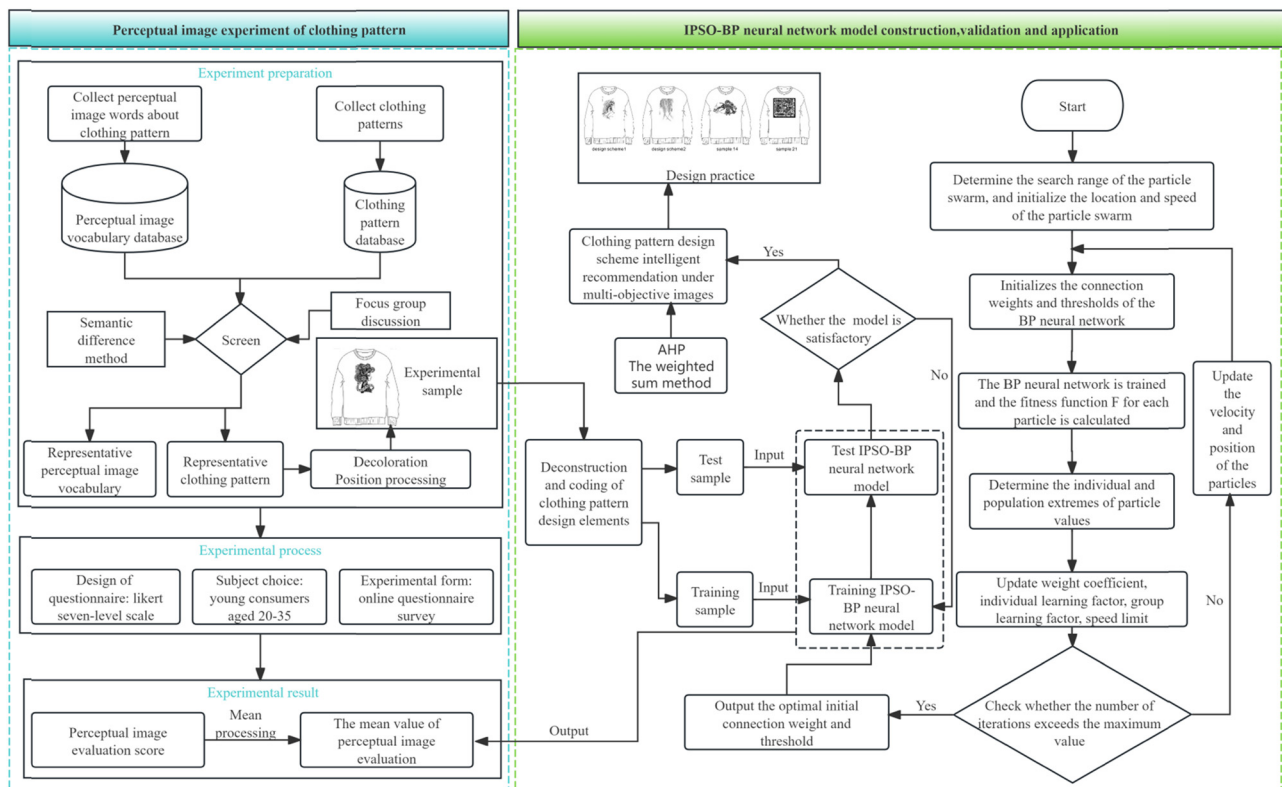 Perceptual image experiment of clothing pattern
Experiment preparation
Collect perceptual
image words about
clothing pattern
Collect clothing
patterns
Perceptual image
vocabulary database
Clothing
pattern
database
Semantic
difference
method
Screen
Focus group
discussion
Experimental
sample
Representative
perceptual image
vocabulary
Representative
clothing pattern
Decoloration
Position processing
Experimental process
Design of
questionnaire: likert
seven-level scale
Subject choice:
young consumers
aged 20-35
Experimental form:
online questionnaire
survey
Experimental result
Perceptual image
evaluation score
Mean
processing
The mean value of
perceptual image
evaluation
IPSO-BP neural network model construction,validation and application
design scheme1
design scheme2
sample 14
sample 21
Design practice
Clothing pattern design
scheme intelligent
recommendation under
multi-objective images
AHP
The weighted
sum method
Yes
Whether the model is
satisfactory
No
Deconstruction
and coding of
clothing pattern
design elements
Test
sample
Input
Test IPSO-BP
neural network
model
Training
sample
Input
Training IPSO-
BP neural
network model
Output
Output the optimal initial
connection weight and
threshold
Start
Determine the search range of the particle
swarm, and initialize the location and speed
of the particle swarm
Initializes the connection
weights and thresholds of the
BP neural network
The BP neural network is trained
and the fitness function F for each
particle is calculated
Determine the individual and
population extremes of particle
values
Update weight coefficient,
individual learning factor, group
learning factor, speed limit
Check whether the number of
iterations exceeds the maximum
value
Yes
No
Update
the
velocity
and
position of
the
particles